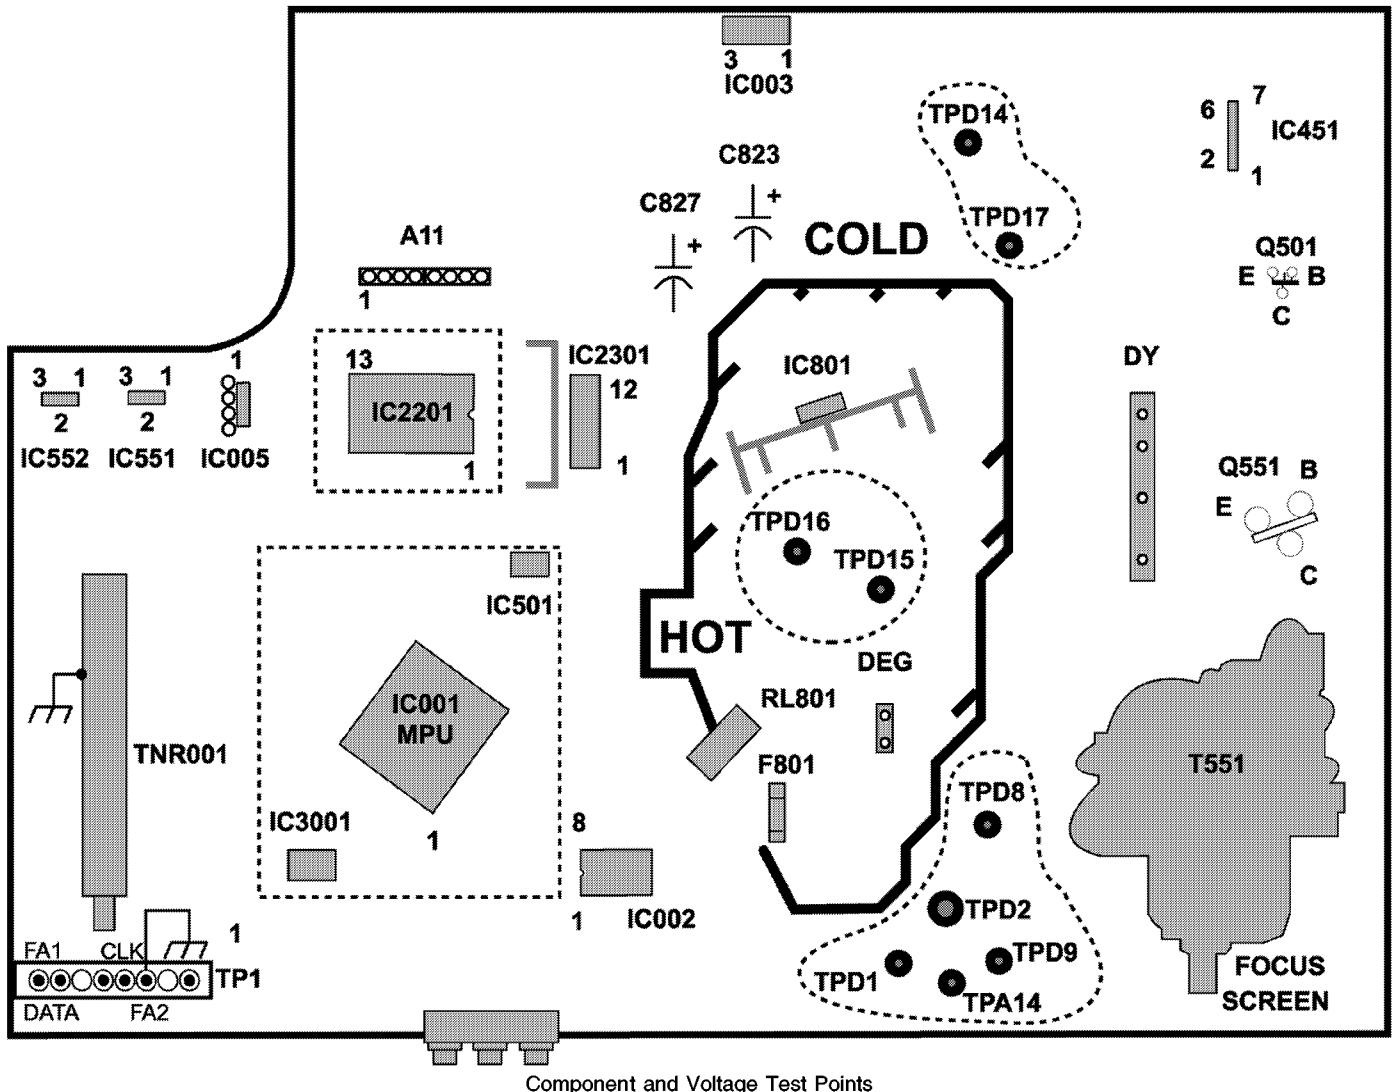 3 1
IC003
TPD14
7
6
IC451
2
1
C823
+
C827
+
TPD17
COLD
A11
1
Q501
E B
C
13
IC2201
1
IC2301
12
1
IC801
DY
3 1
2
IC552
3 1
2
IC551
1
IC005
Q551 B
E
C
TPD16
TPD15
IC501
HOT
DEG
IC001
MPU
1
RL801
TNR001
F801
T551
TPD8
IC3001
8
1
IC002
TPD2
TPD9
TPD1
TPA14
FOCUS
SCREEN
FA1 CLK
1
TP1
DATA FA2
Component and Voltage Test Points